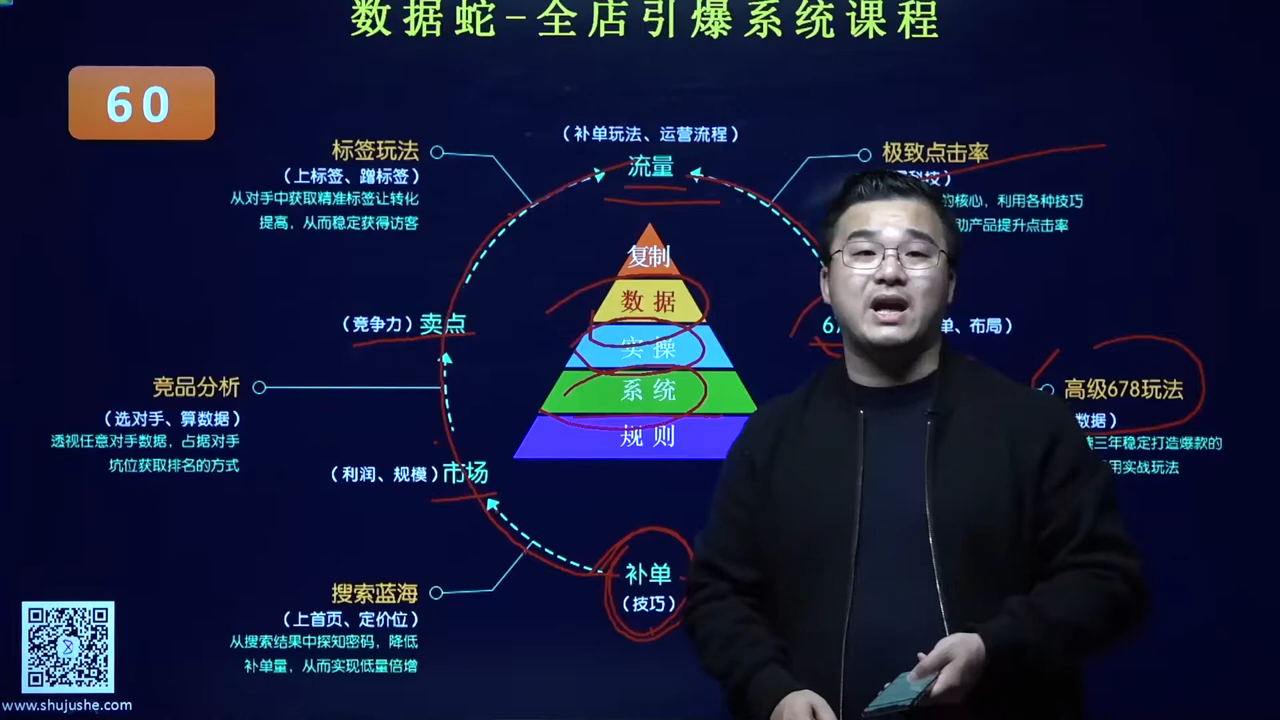 数据蛇-全店引爆系统课程
60
(补单玩法、运营流程)
流量
标签玩法
(上标签、蹭标签)
从对手中获取精准标签让转化
提高，从而稳定获得访客
极致点击率
科技)
的核心，利用各种技巧
助产品提升点击率
复制
数据
实操
系统
规则
(竞争力)卖点
单、布局)
竞品分析
(选对手、算数据)
透视任意对手数据，占据对手
坑位获取排名的方式
高级678玩法
数据)
三年稳定打造爆款的
用实战玩法
(利润、规模)市场
补单
(技巧)
搜索蓝海
(上首页、定价位)
从搜索结果中探知密码，降低
补单量，从而实现低量倍增
www.shujushe.com